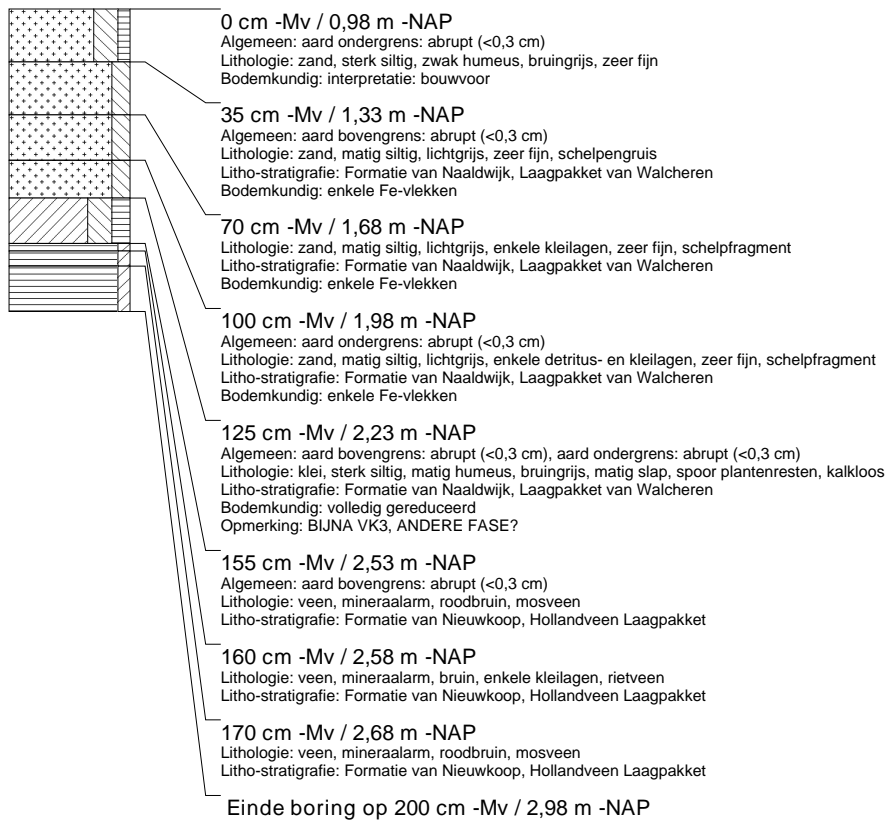 0 cm -Mv / 0,98 m -NAP
Algemeen: aard ondergrens: abrupt (<0,3 cm)
Lithologie: zand, sterk siltig, zwak humeus, bruingrijs, zeer fijn
Bodemkundig: interpretatie: bouwvoor
35 cm -Mv / 1,33 m -NAP
Algemeen: aard bovengrens: abrupt (<0,3 cm)
Lithologie: zand, matig siltig, lichtgrijs, zeer fijn, schelpengruis
Litho-stratigrafie: Formatie van Naaldwijk, Laagpakket van Walcheren
Bodemkundig: enkele Fe-vlekken
70 cm -Mv / 1,68 m -NAP
Lithologie: zand, matig siltig, lichtgrijs, enkele kleilagen, zeer fijn, schelpfragment
Litho-stratigrafie: Formatie van Naaldwijk, Laagpakket van Walcheren
Bodemkundig: enkele Fe-vlekken
100 cm -Mv / 1,98 m -NAP
Algemeen: aard ondergrens: abrupt (<0,3 cm)
Lithologie: zand, matig siltig, lichtgrijs, enkele detritus- en kleilagen, zeer fijn, schelpfragment
Litho-stratigrafie: Formatie van Naaldwijk, Laagpakket van Walcheren
Bodemkundig: enkele Fe-vlekken
125 cm -Mv / 2,23 m -NAP
Algemeen: aard bovengrens: abrupt (<0,3 cm), aard ondergrens: abrupt (<0,3 cm)
Lithologie: klei, sterk siltig, matig humeus, bruingrijs, matig slap, spoor plantenresten, kalkloos
Litho-stratigrafie: Formatie van Naaldwijk, Laagpakket van Walcheren
Bodemkundig: volledig gereduceerd
Opmerking: BIJNA VK3, ANDERE FASE?
155 cm -Mv / 2,53 m -NAP
Algemeen: aard bovengrens: abrupt (<0,3 cm)
Lithologie: veen, mineraalarm, roodbruin, mosveen
Litho-stratigrafie: Formatie van Nieuwkoop, Hollandveen Laagpakket
160 cm -Mv / 2,58 m -NAP
Lithologie: veen, mineraalarm, bruin, enkele kleilagen, rietveen
Litho-stratigrafie: Formatie van Nieuwkoop, Hollandveen Laagpakket
170 cm -Mv / 2,68 m -NAP
Lithologie: veen, mineraalarm, roodbruin, mosveen
Litho-stratigrafie: Formatie van Nieuwkoop, Hollandveen Laagpakket
Einde boring op 200 cm -Mv / 2,98 m -NAP